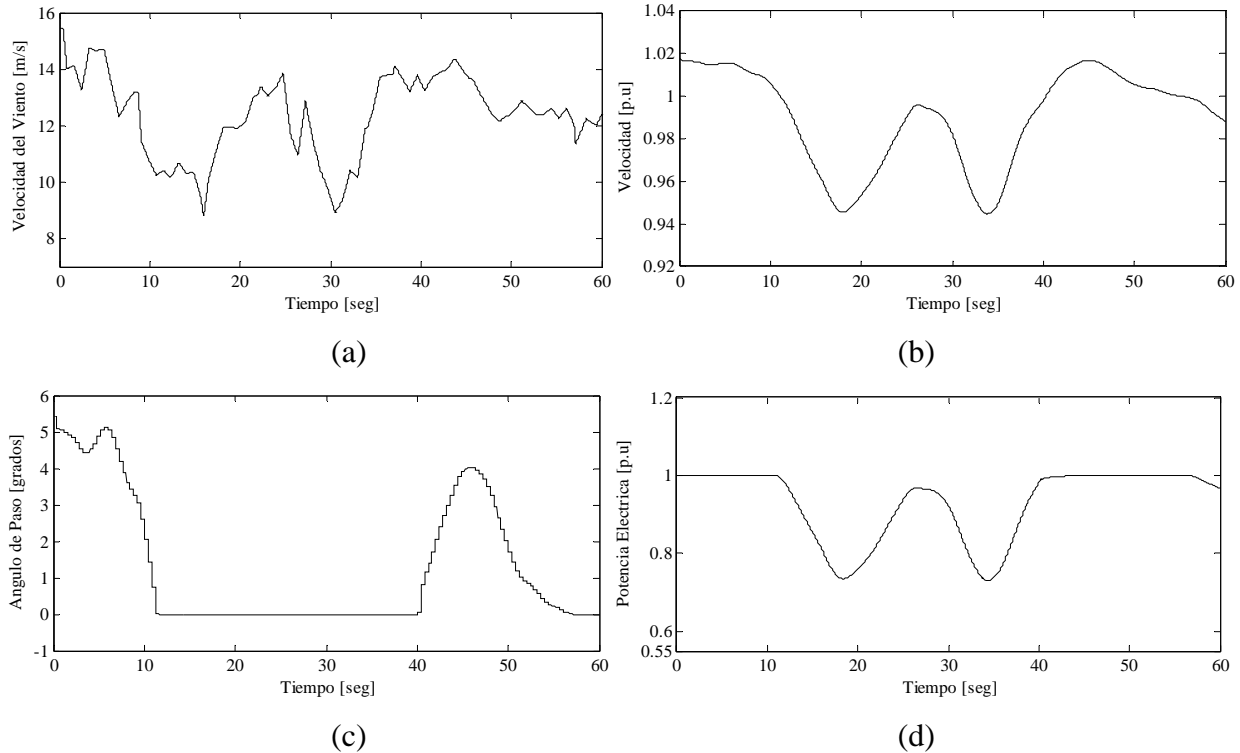 16
14
12
10
8
Velocidad del Viento [m/s]
0 10 20 30 40 50 60
Tiempo [seg]
(a)
1.04
1.02
1
0.98
0.96
0.94
0.92
Velocidad [p.u]
0 10 20 30 40 50 60
Tiempo [seg]
(b)
6
5
4
3
2
1
0
-1
Angulo de Paso [grados]
0 10 20 30 40 50 60
Tiempo [seg]
(c)
1.2
1
0.8
0.6
0.55
Potencia Electrica [p.u]
0 10 20 30 40 50 60
Tiempo [seg]
(d)